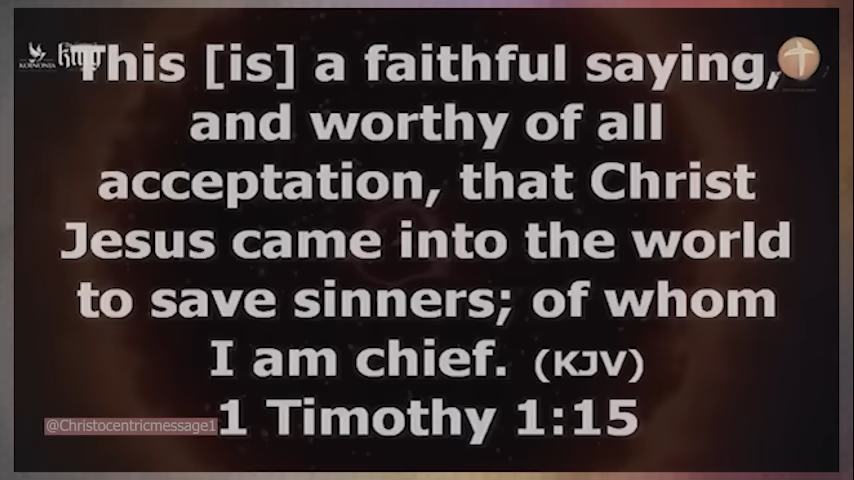 This [is] a faithful saying,
and worthy of all
acceptation, that Christ
Jesus came into the world
to save sinners; of whom
I am chief. (KJV)
1 Timothy 1:15
@Christocentricmessage1
KOINONIA